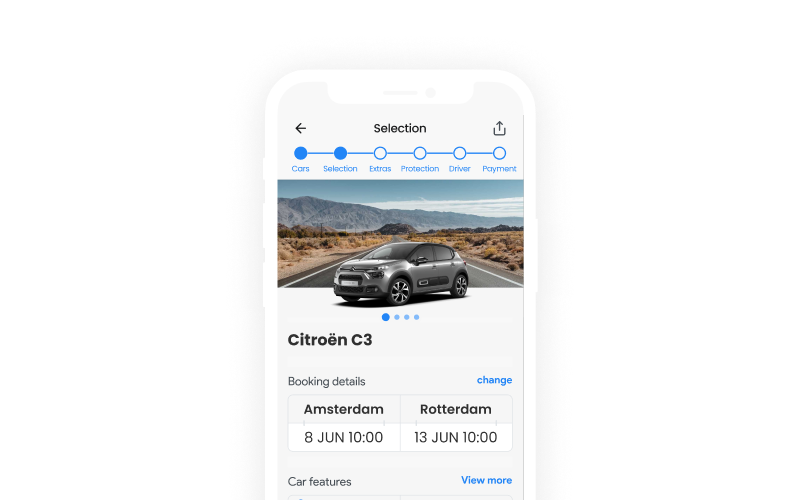 Selection
Cars Selection Extras Protection Driver Payment
Citroën C3
Booking details change
Amsterdam Rotterdam
8 JUN 10:00 13 JUN 10:00
Car features View more